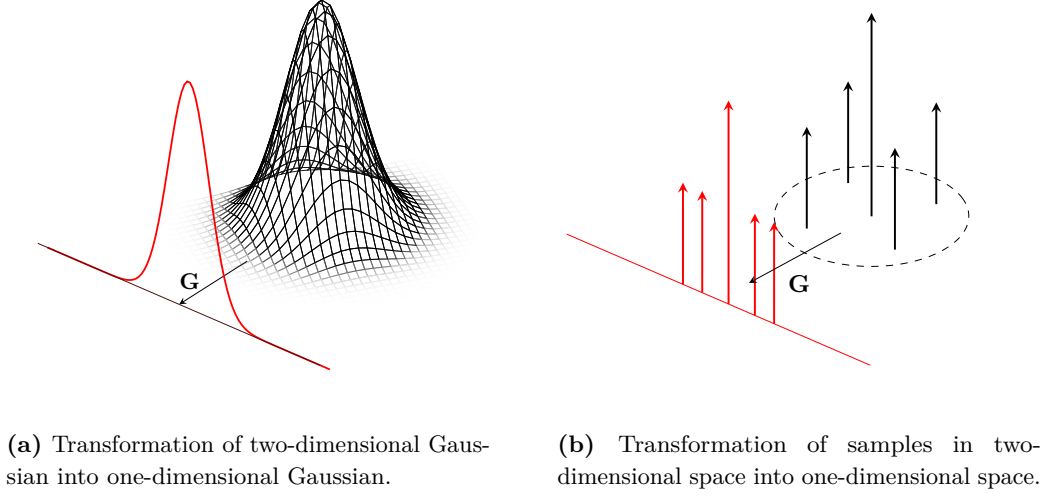 G
G
(a) Transformation of two-dimensional Gaus-
sian into one-dimensional Gaussian.
(b) Transformation of samples in two-
dimensional space into one-dimensional space.